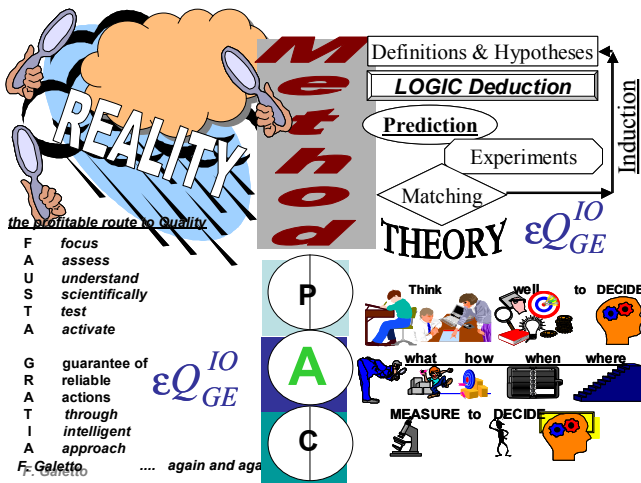 REALITY
Method
Definitions & Hypotheses
LOGIC Deduction
Prediction
Experiments
Matching
Induction
THEORY
εQ IO GE
the profitable route to Quality
F focus
A assess
U understand
S scientifically
T test
A activate
G guarantee of
R reliable
A actions
T through
I intelligent
A approach
εQ IO GE
F. Galetto .... again and aga
F. Galetto
P
A
C
Think well to DECIDE
what how when where
MEASURE to DECIDE